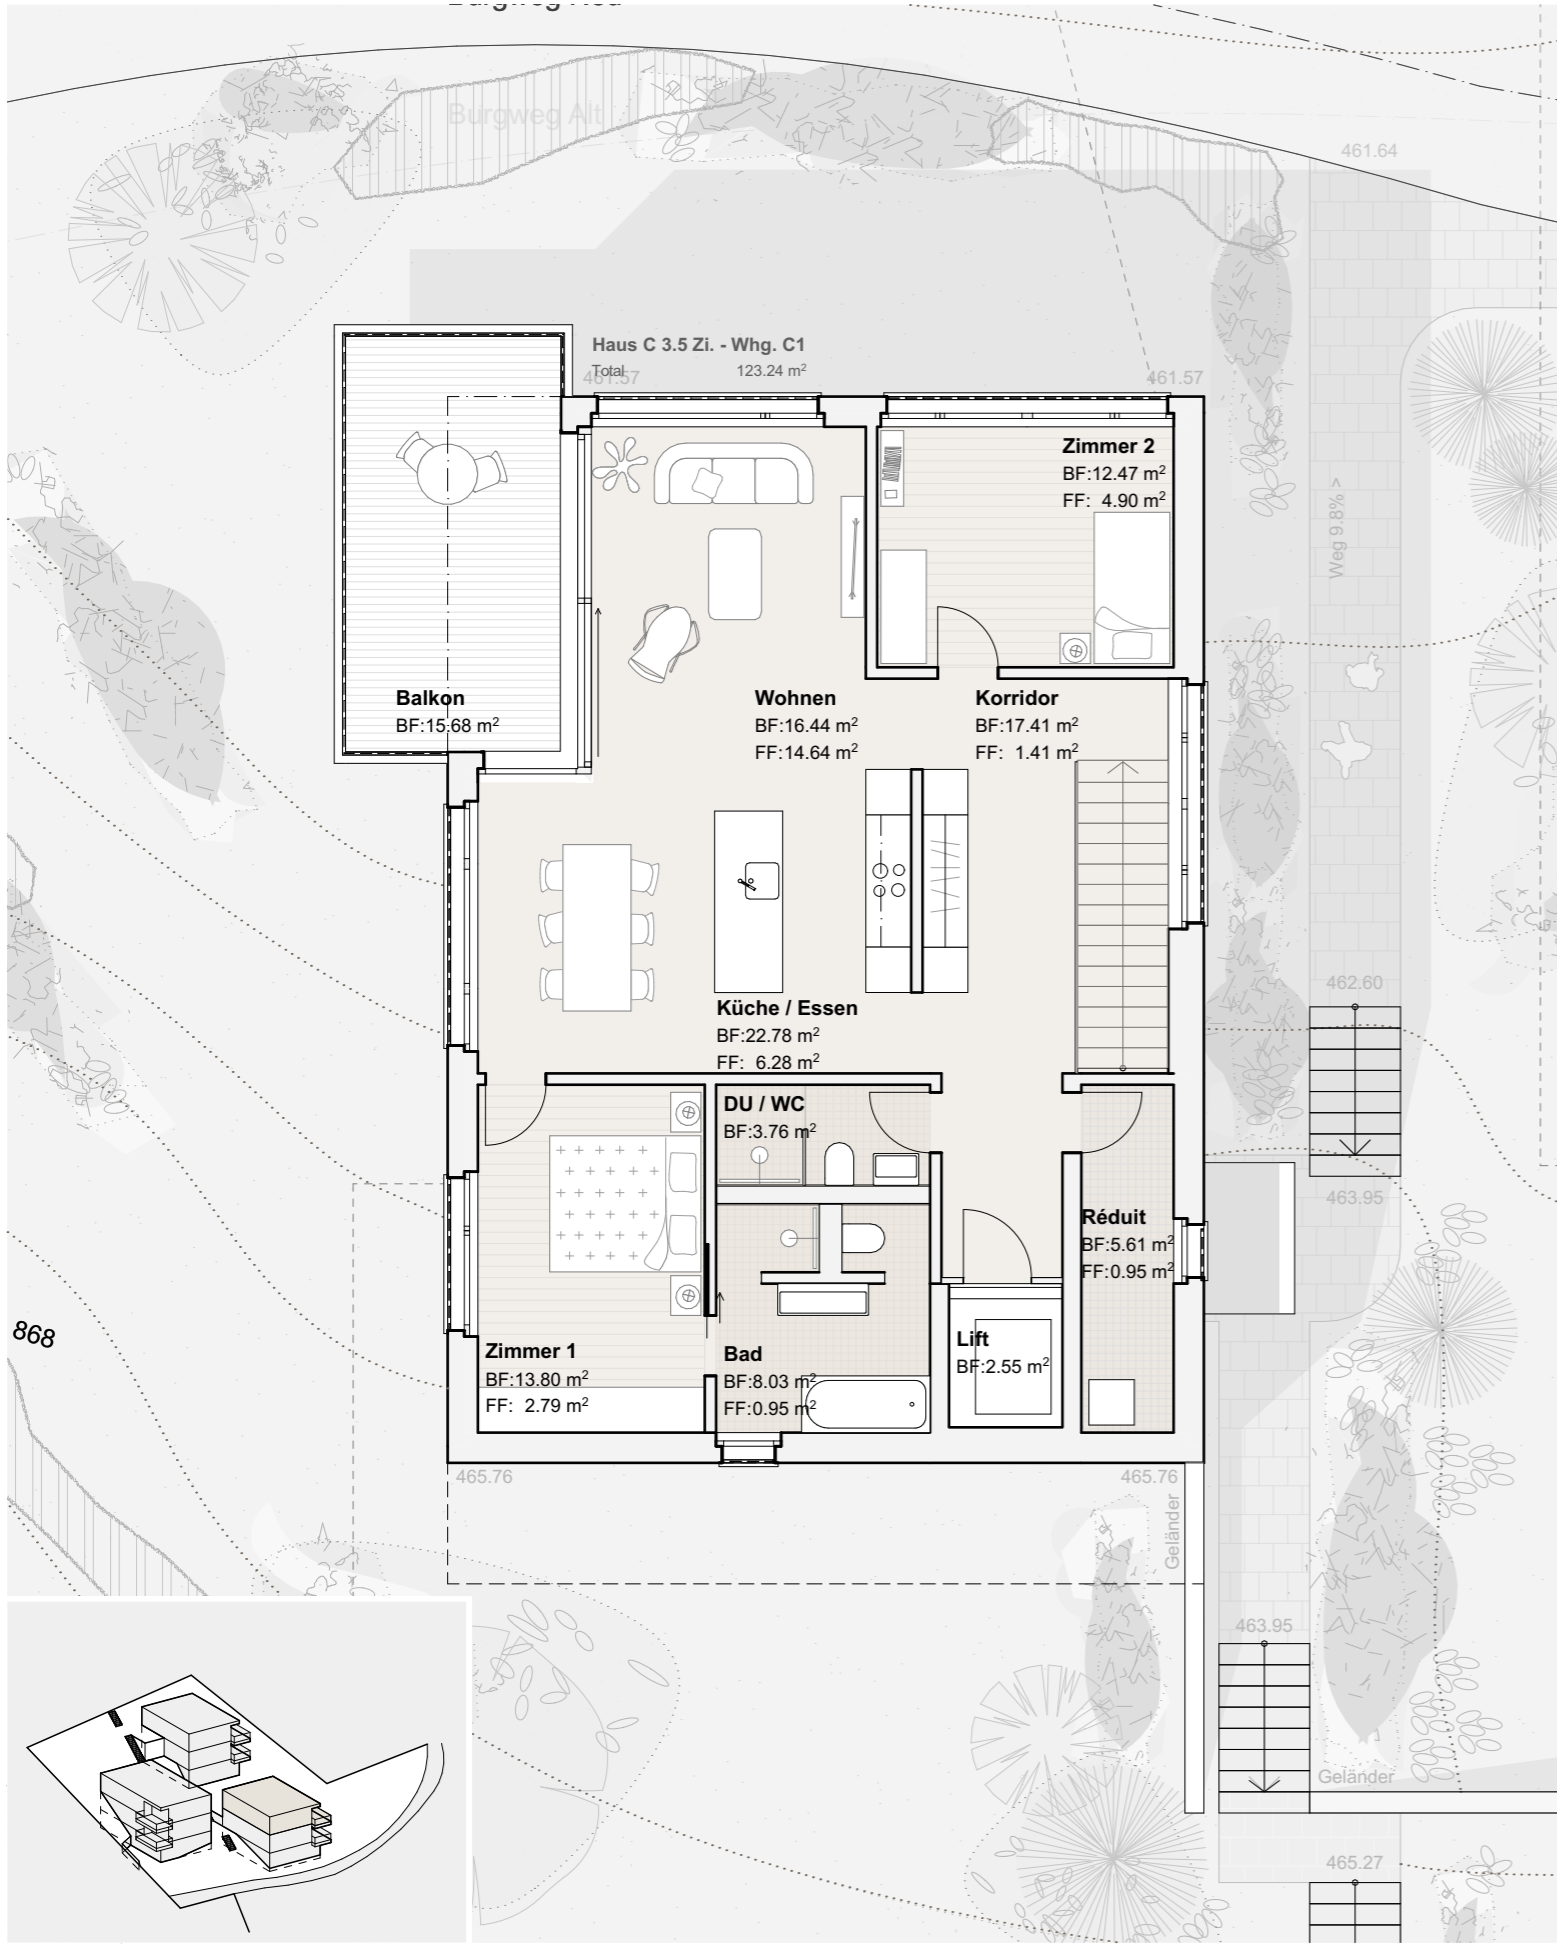 Burgweg Alt
461.64
Haus C 3.5 Zi. - Whg. C1
Total 123.24 m²
461.57
461.57
Zimmer 2
BF:12.47 m²
FF: 4.90 m²
Weg 9.8% >
Balkon
BF:15.68 m²
Wohnen
BF:16.44 m²
FF:14.64 m²
Korridor
BF:17.41 m²
FF: 1.41 m²
462.60
Küche / Essen
BF:22.78 m²
FF: 6.28 m²
DU / WC
BF:3.76 m²
463.95
Réduit
BF:5.61 m²
FF:0.95 m²
868
Zimmer 1
BF:13.80 m²
FF: 2.79 m²
Bad
BF:8.03 m²
FF:0.95 m²
Lift
BF:2.55 m²
465.76
465.76
Geländer
463.95
Geländer
465.27